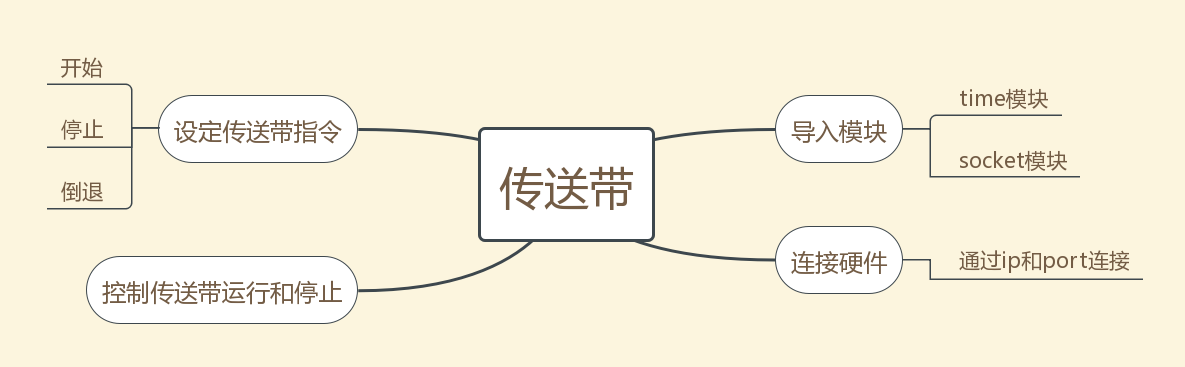 开始
停止
倒退
设定传送带指令
控制传送带运行和停止
传送带
导入模块
time模块
socket模块
连接硬件
通过ip和port连接